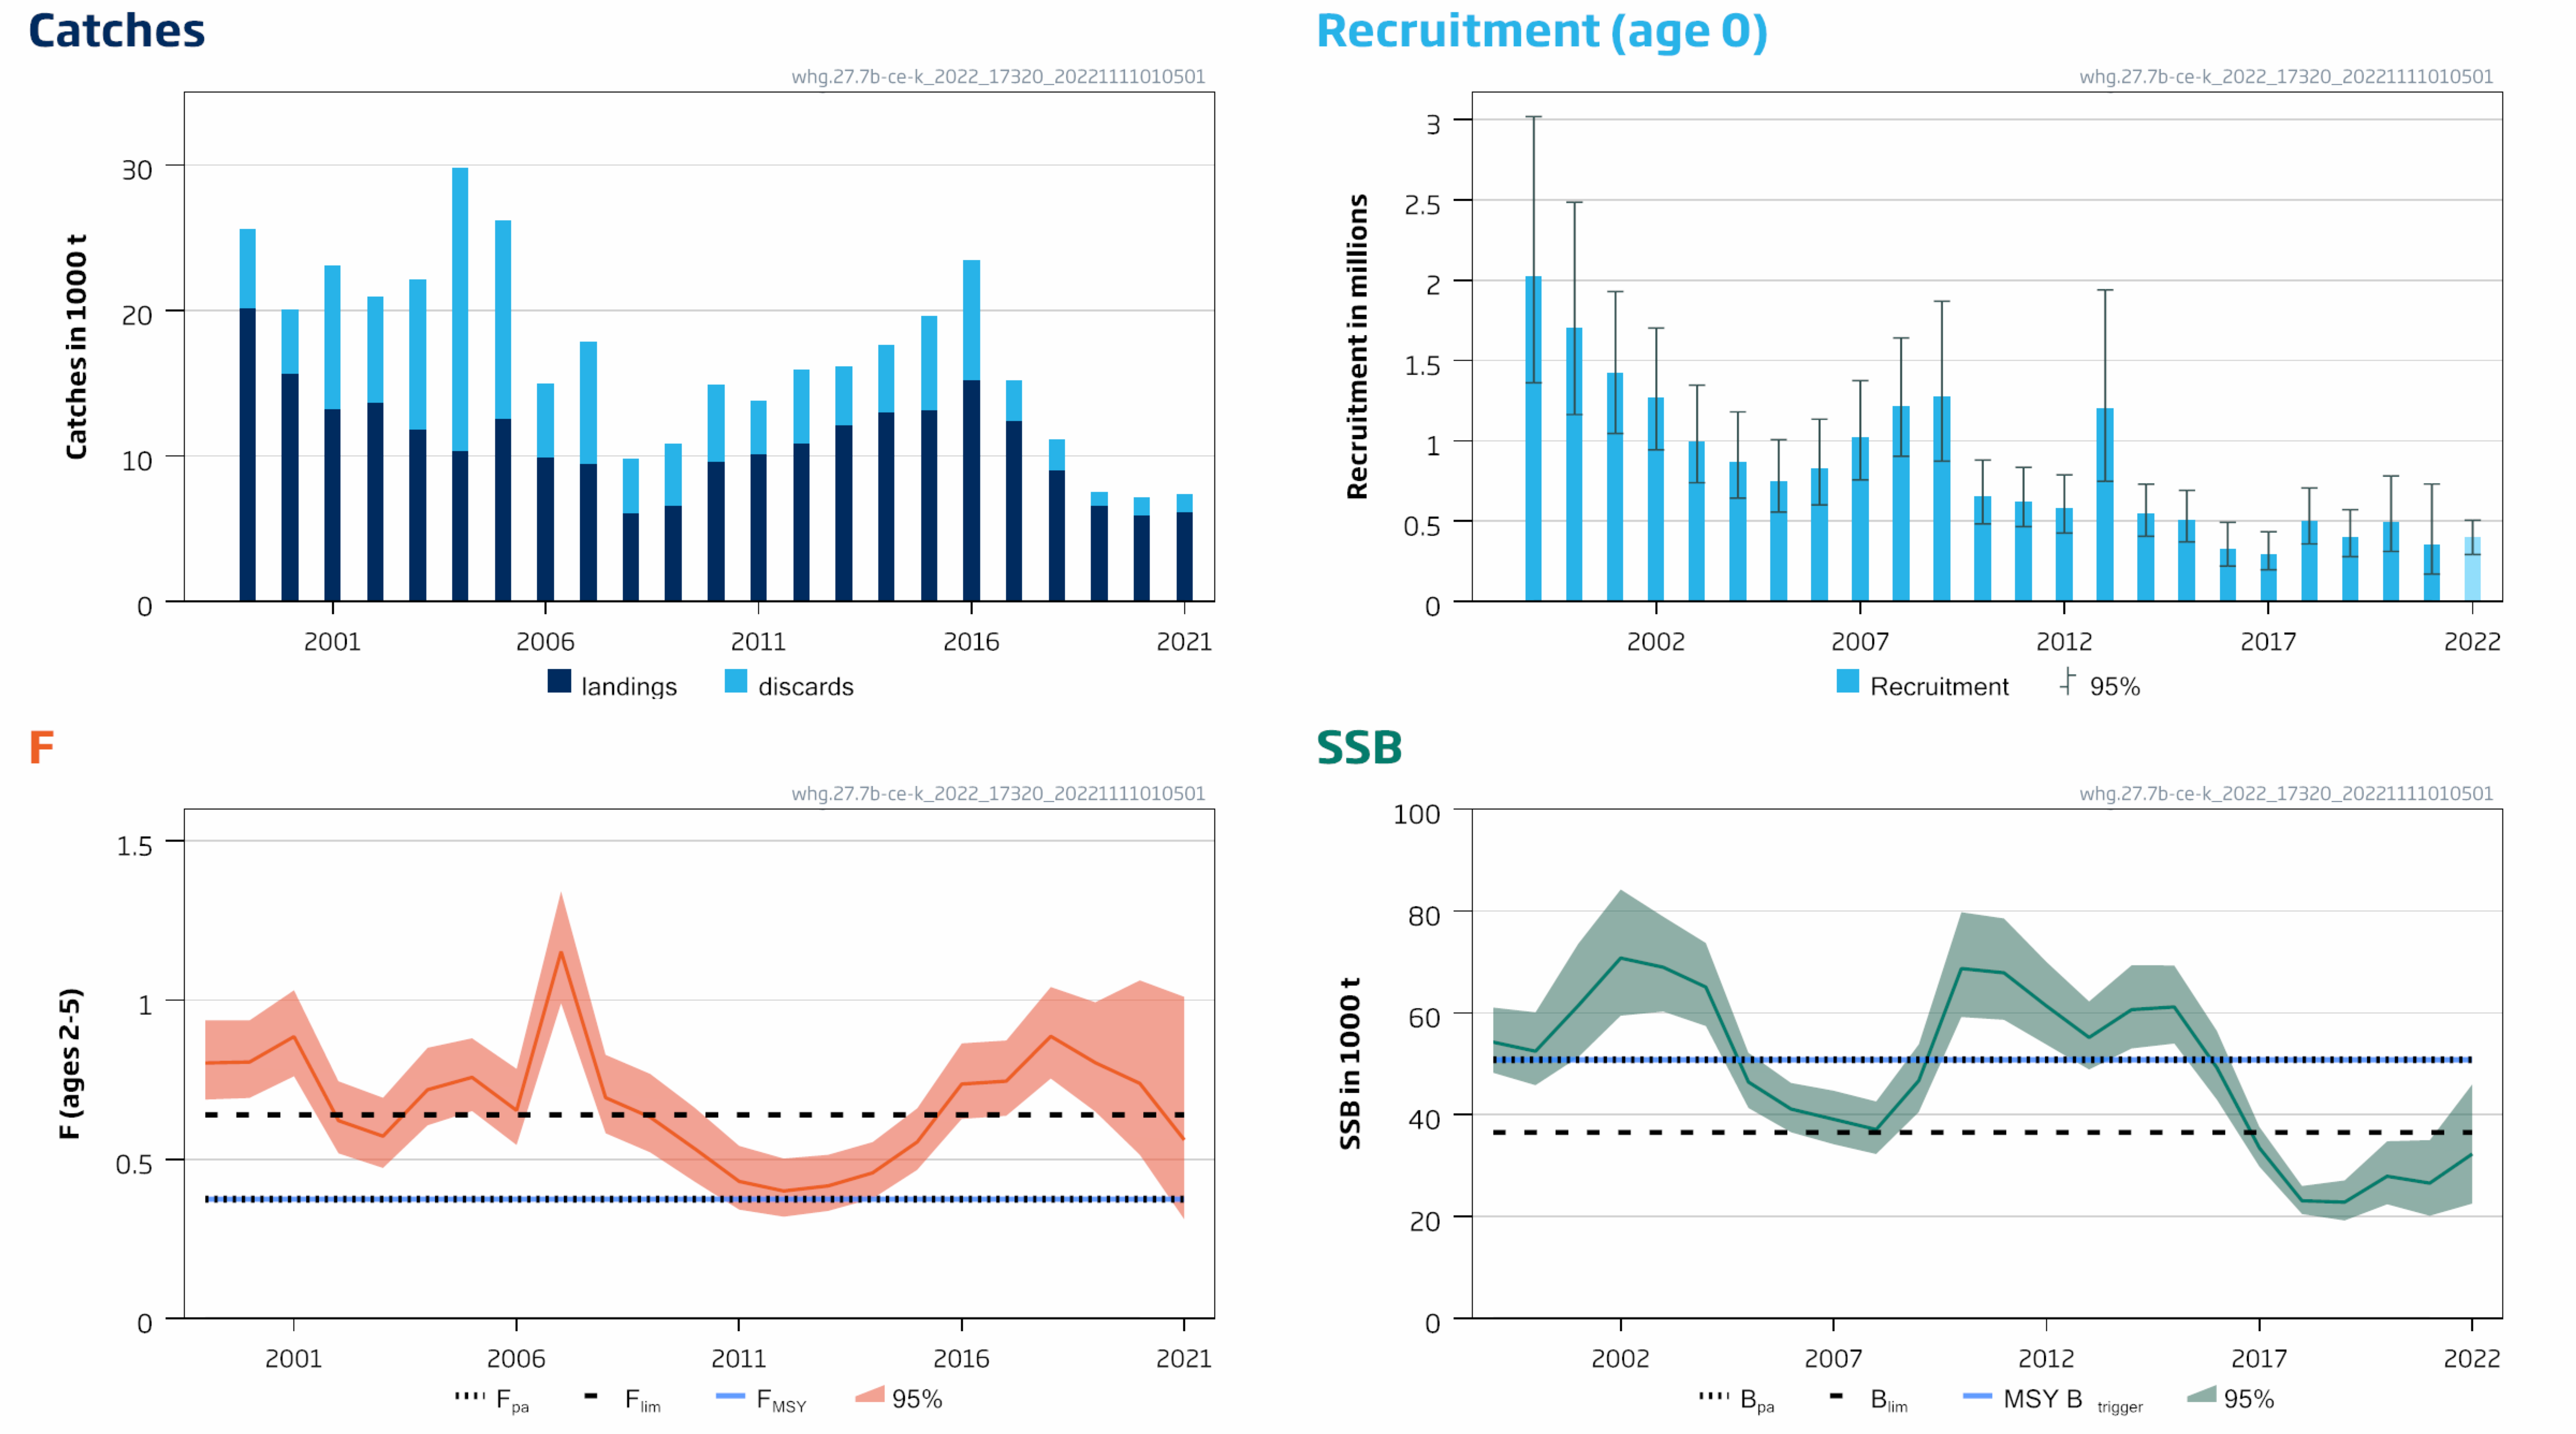 Catches
whg.27.7b-ce-k_2022_17320_20221111010501
Catches in 1000 t
30
20
10
0
2001 2006 2011 2016 2021
landings discards
Recruitment (age 0)
whg.27.7b-ce-k_2022_17320_20221111010501
Recruitment in millions
3
2.5
2
1.5
1
0.5
0
2002 2007 2012 2017 2022
Recruitment 95%
F
whg.27.7b-ce-k_2022_17320_20221111010501
F (ages 2-5)
1.5
1
0.5
0
2001 2006 2011 2016 2021
Fpa Flim FMSY 95%
SSB
whg.27.7b-ce-k_2022_17320_20221111010501
SSB in 1000 t
100
80
60
40
20
0
2002 2007 2012 2017 2022
Bpa Blim MSY B trigger 95%